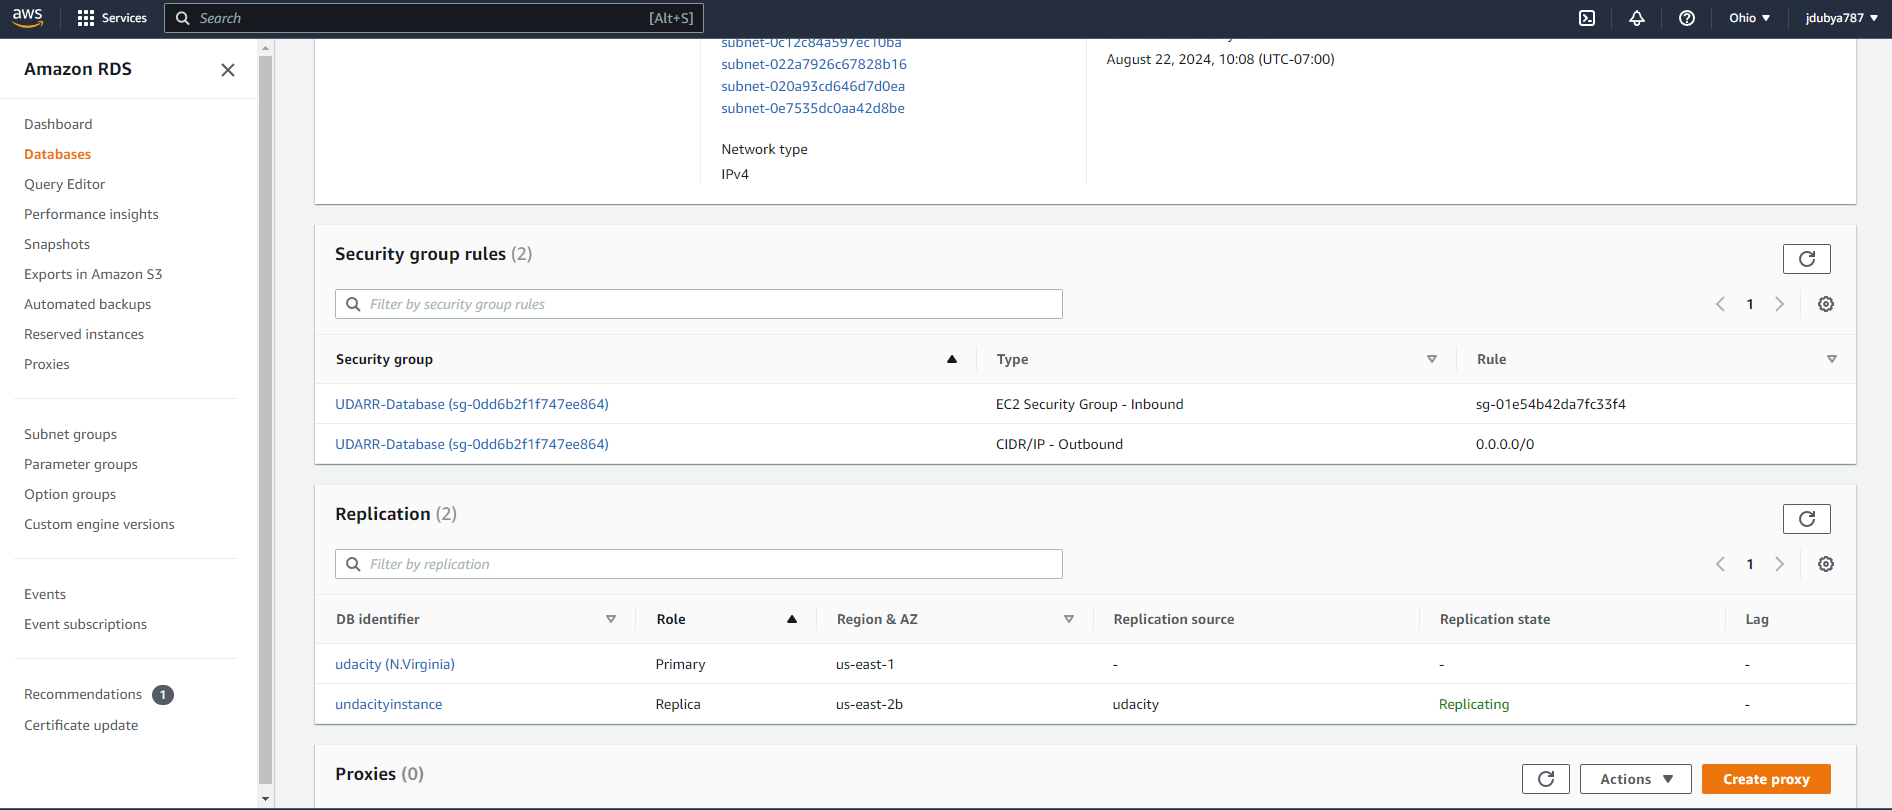 aws
Services
Search
[Alt+S]
Ohio
jdubya787
Amazon RDS
Dashboard
Databases
Query Editor
Performance insights
Snapshots
Exports in Amazon S3
Automated backups
Reserved instances
Proxies
Subnet groups
Parameter groups
Option groups
Custom engine versions
Events
Event subscriptions
Recommendations 1
Certificate update
subnet-0c12c84a597ec10ba
subnet-022a7926c67828b16
subnet-020a93cd646d7d0ea
subnet-0e7535dc0aa42d8be
Network type
IPv4
August 22, 2024, 10:08 (UTC-07:00)
Security group rules (2)
Filter by security group rules
1
Security group Type Rule
UDARR-Database (sg-0dd6b2f1f747ee864) EC2 Security Group - Inbound sg-01e54b42da7fc33f4
UDARR-Database (sg-0dd6b2f1f747ee864) CIDR/IP - Outbound 0.0.0.0/0
Replication (2)
Filter by replication
1
DB identifier Role Region & AZ Replication source Replication state Lag
udacity (N.Virginia) Primary us-east-1 - - -
undacityinstance Replica us-east-2b udacity Replicating -
Proxies (0)
Actions
Create proxy